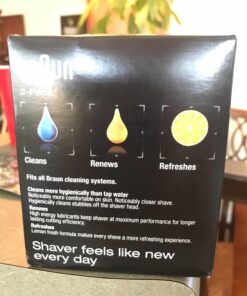 BRAUN
2-Pack
Cleans
Renews
Refreshes
Fits all Braun cleaning systems.
Cleans more hygienically than tap water
Noticeably more comfortable on skin. Noticeably closer shave.
Hygienically cleans stubbles off the shaver head.
Renews
High energy lubricants keep shaver at maximum performance for longer
lasting cutting efficiency.
Refreshes
Lemon fresh formula makes every shave a more refreshing experience.
Shaver feels like new
every day